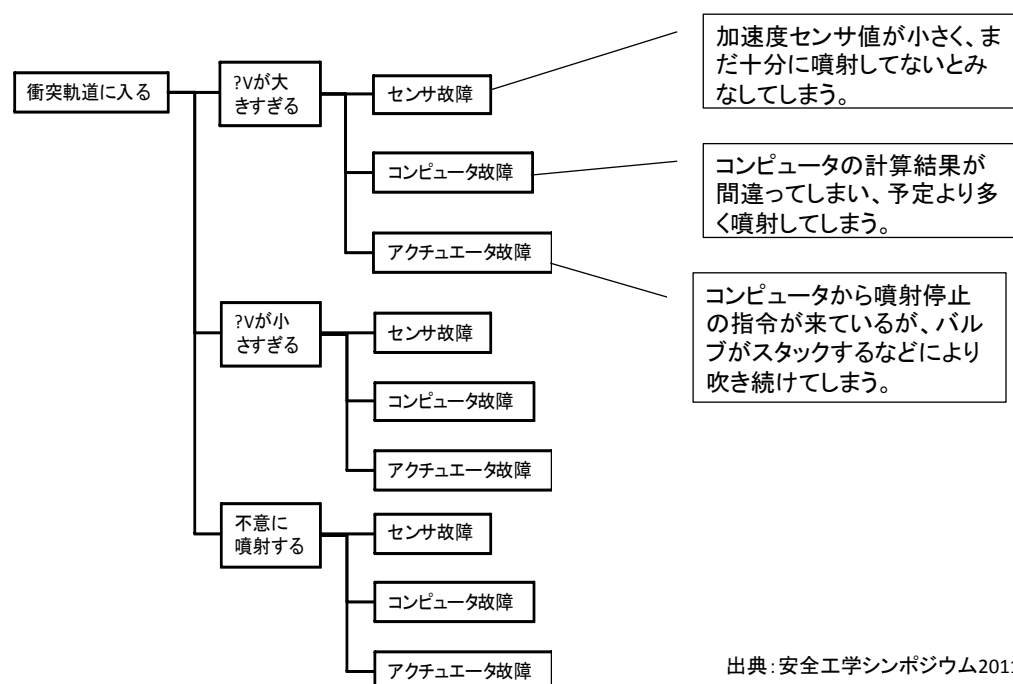 衝突軌道に入る
?Vが大
きすぎる
センサ故障
コンピュータ故障
アクチュエータ故障
加速度センサ値が小さく、ま
だ十分に噴射してないとみ
なしてしまう。
コンピュータの計算結果が
間違ってしまい、予定より多
く噴射してしまう。
コンピュータから噴射停止
の指令が来ているが、バル
ブがスタックするなどにより
吹き続けてしまう。
?Vが小
さすぎる
センサ故障
コンピュータ故障
アクチュエータ故障
不意に
噴射する
センサ故障
コンピュータ故障
アクチュエータ故障
出典:安全工学シンポジウム2011